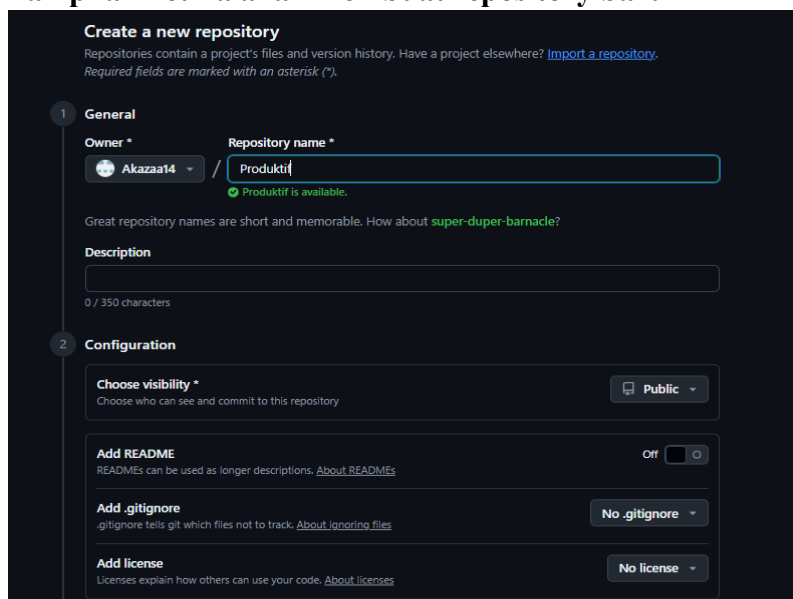 Create a new repository
Repositories contain a project's files and version history. Have a project elsewhere? Import a repository.
Required fields are marked with an asterisk (*).
1 General
Owner * Repository name *
Akazaa14 / Produktif
Produktif is available.
Great repository names are short and memorable. How about super-duper-barnacle?
Description
0 / 350 characters
2 Configuration
Choose visibility * Public
Choose who can see and commit to this repository
Add README Off
READMEs can be used as longer descriptions. About READMEs
Add .gitignore No .gitignore
.gitignore tells git which files not to track. About ignoring files
Add license No license
Licenses explain how others can use your code. About licenses